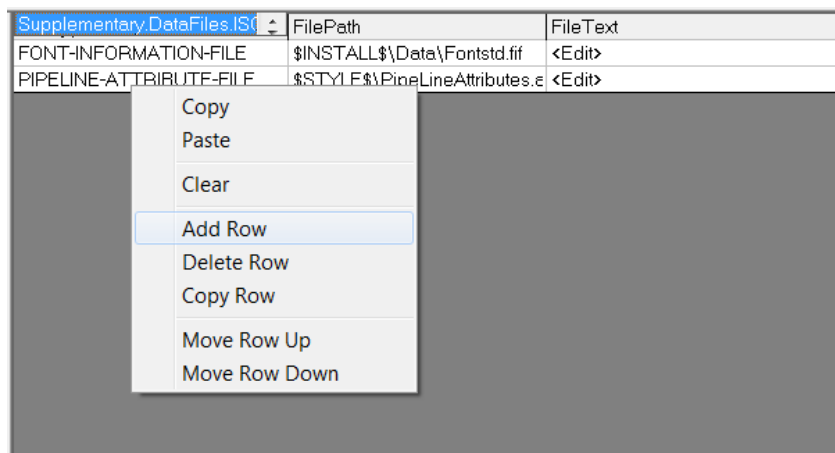 Supplementary.DataFiles.ISO FilePath FileText
FONT-INFORMATION-FILE $INSTALL$\Data\Fontstd.fif <Edit>
PIPELINE-ATTRIBUTE-FILE $STYLE$\PipeLineAttributes.e <Edit>
Copy
Paste
Clear
Add Row
Delete Row
Copy Row
Move Row Up
Move Row Down